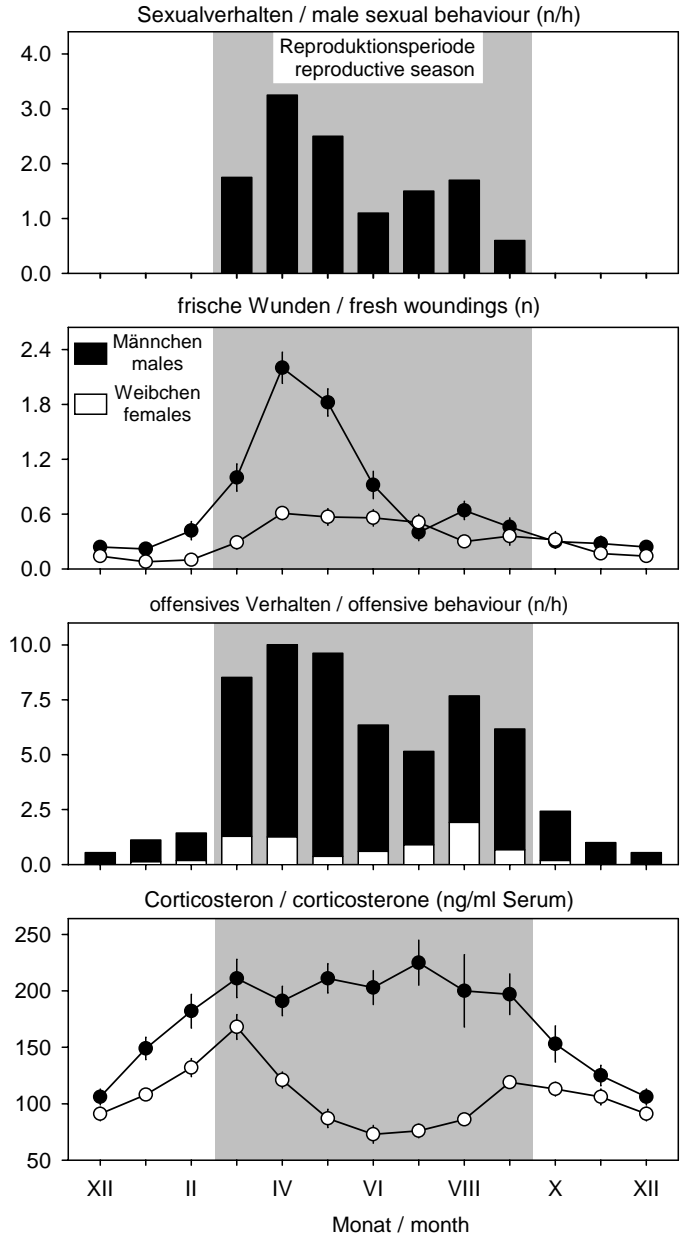 Sexualverhalten / male sexual behaviour (n/h)
Reproduktionsperiode
reproductive season
4.0
3.0
2.0
1.0
0.0
frische Wunden / fresh woundings (n)
Männchen
males
Weibchen
females
2.4
1.8
1.2
0.6
0.0
offensives Verhalten / offensive behaviour (n/h)
10.0
7.5
5.0
2.5
0.0
Corticosteron / corticosterone (ng/ml Serum)
250
200
150
100
50
XII II IV VI VIII X XII
Monat / month